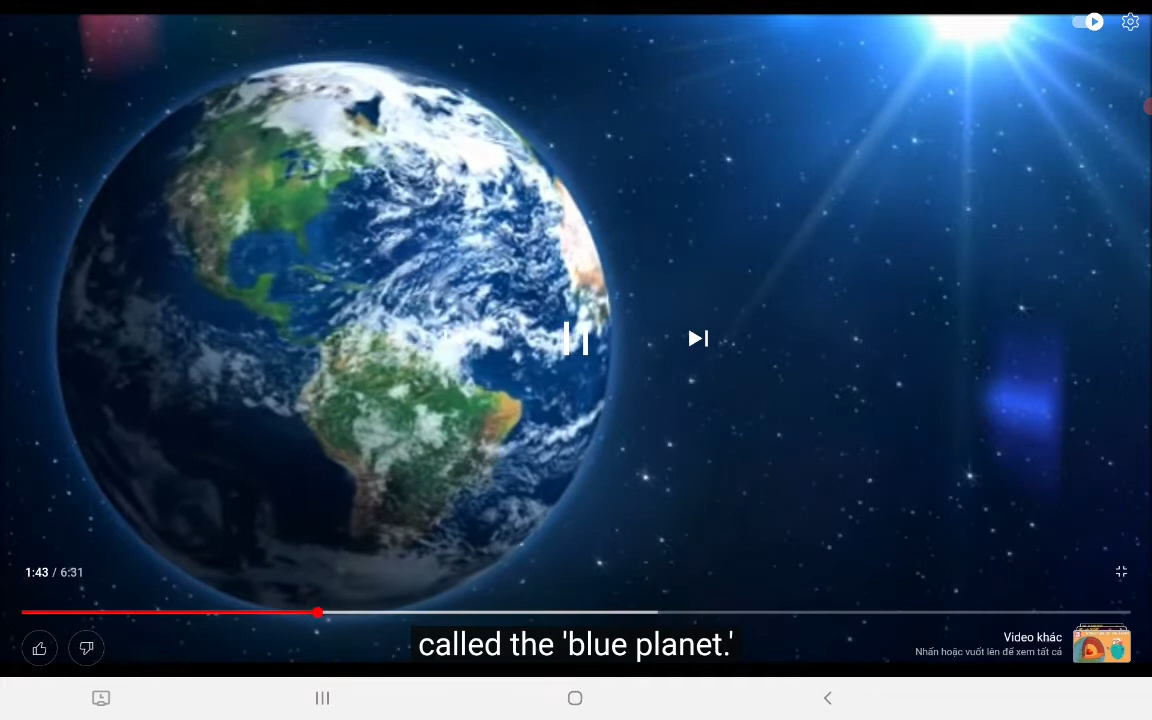 1:43 / 6:31
called the 'blue planet.'
Video khác
Nhấn hoặc vuốt lên để xem tất cả